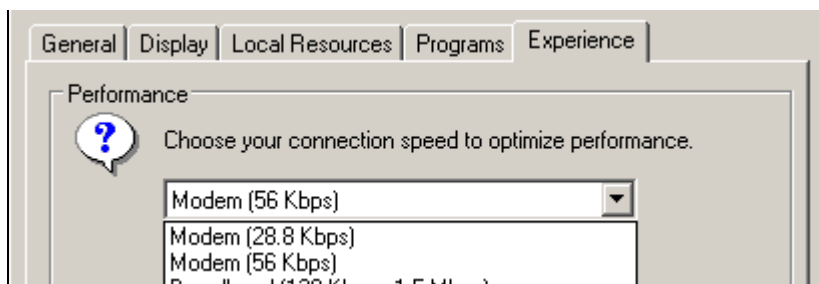 General Display Local Resources Programs Experience
Performance
Choose your connection speed to optimize performance.
Modem (56 Kbps)
Modem (28.8 Kbps)
Modem (56 Kbps)